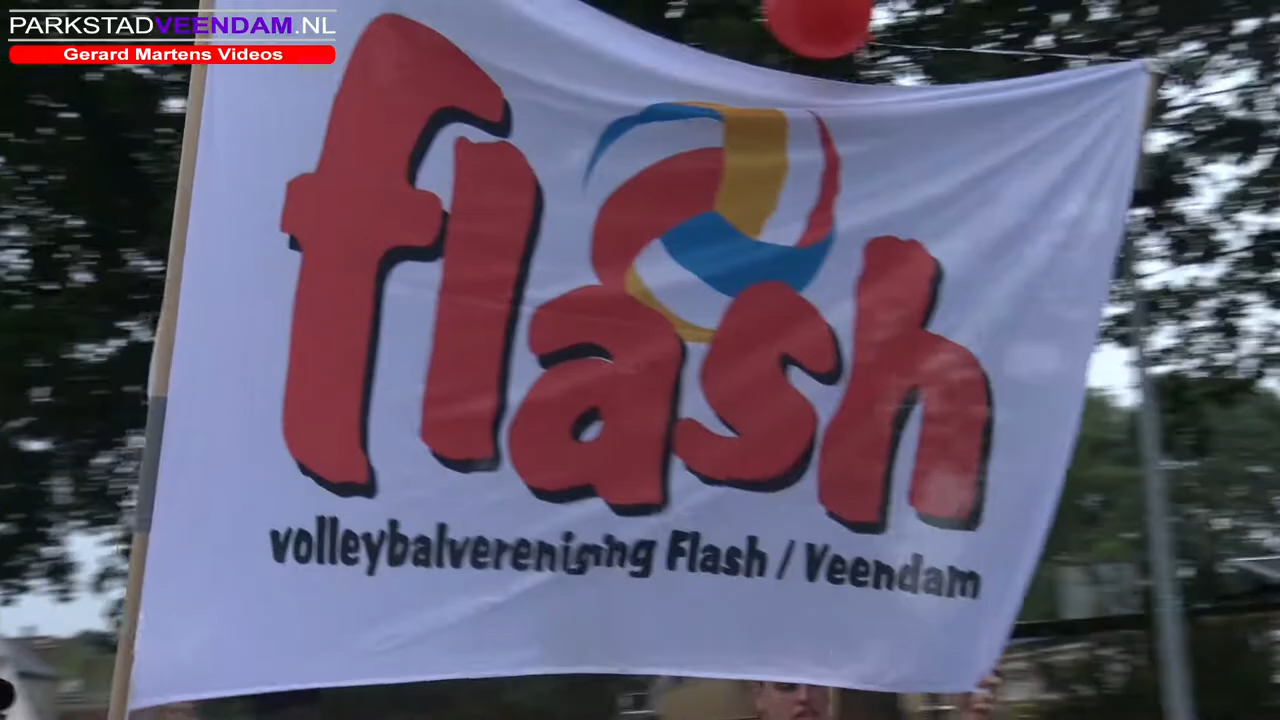 PARKSTADVEENDAM.NL
Gerard Martens Videos
flash
volleybalvereniging Flash / Veendam